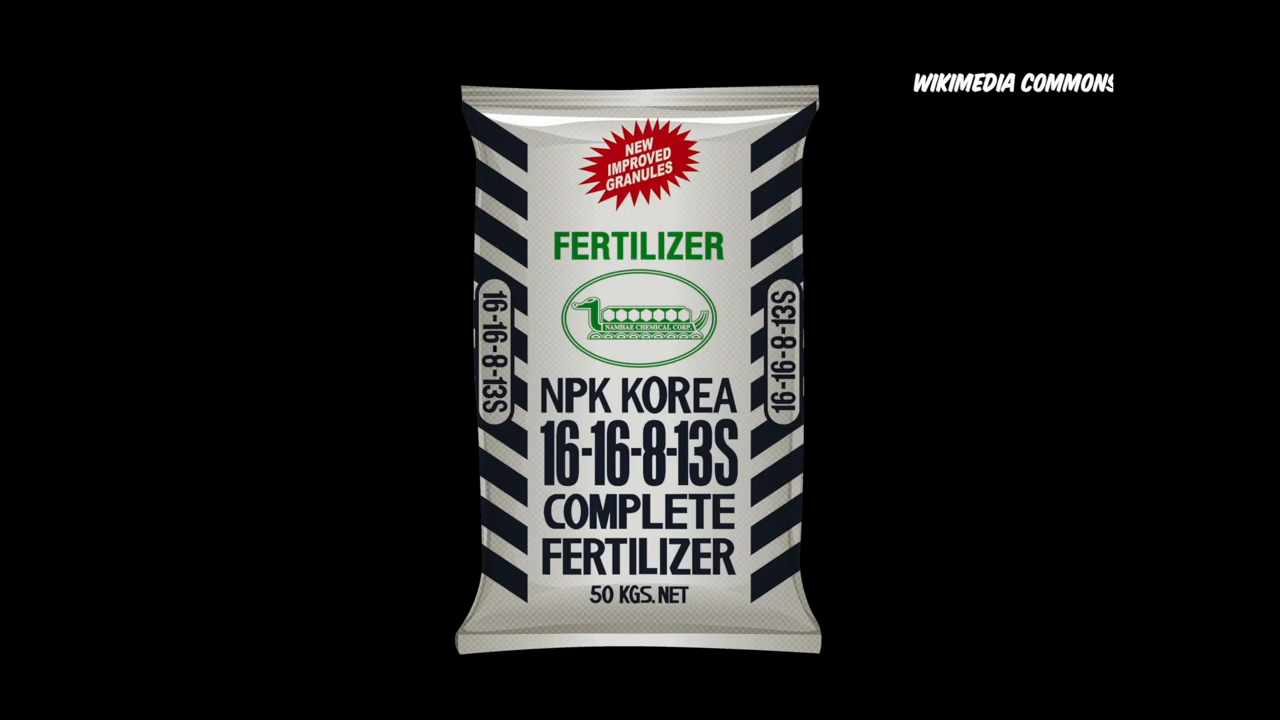 WIKIMEDIA COMMONS
NEW
IMPROVED
GRANULES
FERTILIZER
NAMHAE CHEMICAL CORP.
16-16-8-13S
16-16-8-13S
NPK KOREA
16-16-8-13S
COMPLETE
FERTILIZER
50 KGS. NET